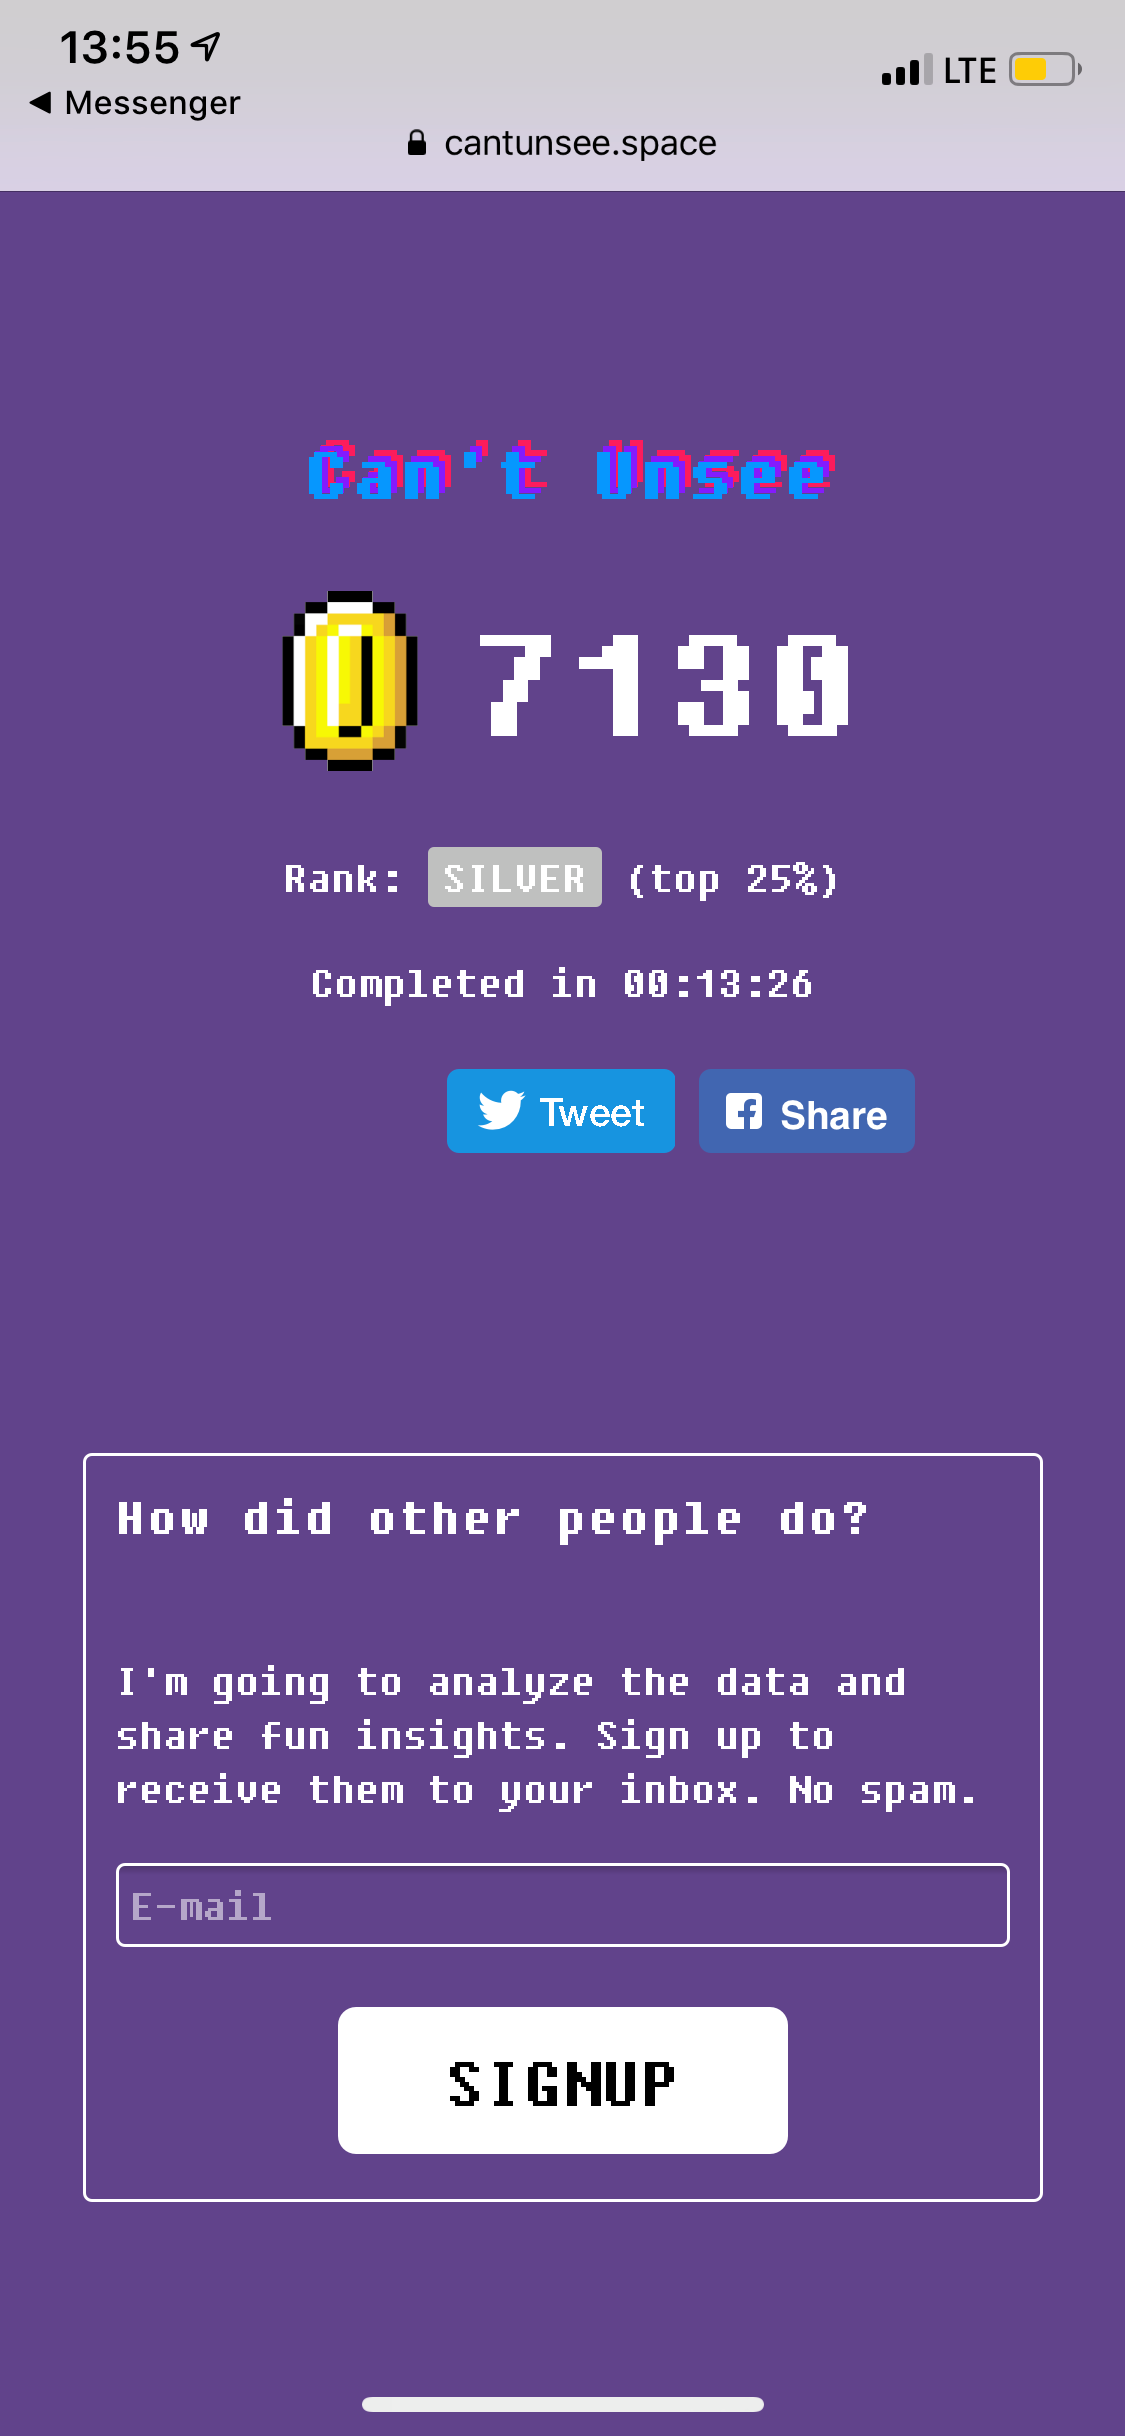 13:55
LTE
◀ Messenger
cantunsee.space
Can't Unsee
7130
Rank: SILVER (top 25%)
Completed in 00:13:26
Tweet
Share
How did other people do?
I'm going to analyze the data and
share fun insights. Sign up to
receive them to your inbox. No spam.
E-mail
SIGNUP